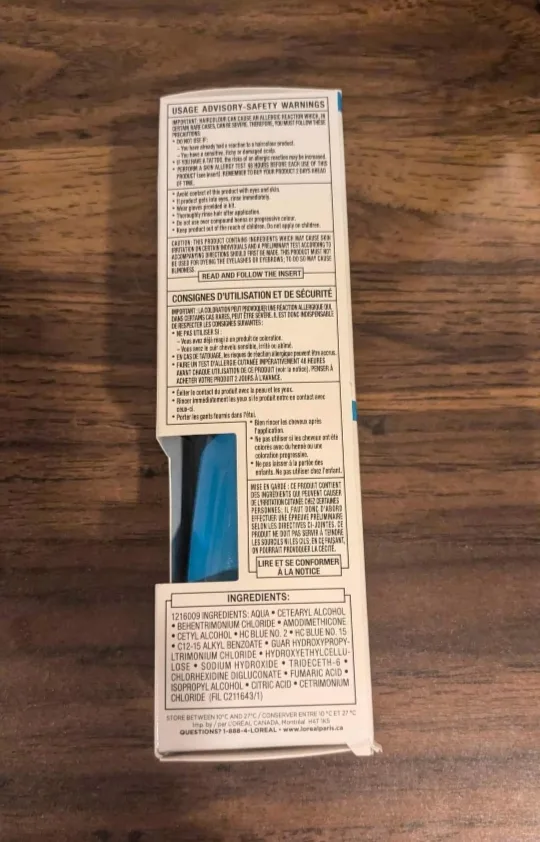 USAGE ADVISORY-SAFETY WARNINGS
IMPORTANT: HAIRCOLOUR CAN CAUSE AN ALLERGIC REACTION WHICH, IN
CERTAIN RARE CASES, CAN BE SEVERE. THEREFORE, YOU MUST FOLLOW THESE
PRECAUTIONS:
• DO NOT USE IF:
- You have already had a reaction to a haircolour product.
- You have a sensitive, itchy or damaged scalp.
• IF YOU HAVE A TATTOO, the risks of an allergic reaction may be increased.
• PERFORM A SKIN ALLERGY TEST 48 HOURS BEFORE EACH USE OF THIS
PRODUCT (see insert). REMEMBER TO BUY YOUR PRODUCT 2 DAYS AHEAD
OF TIME.
• Avoid contact of this product with eyes and skin.
• If product gets into eyes, rinse immediately.
• Wear gloves provided in kit.
• Thoroughly rinse hair after application.
• Do not use over compound henna or progressive colour.
• Keep product out of the reach of children. Do not apply on children.
CAUTION: THIS PRODUCT CONTAINS INGREDIENTS WHICH MAY CAUSE SKIN
IRRITATION ON CERTAIN INDIVIDUALS AND A PRELIMINARY TEST ACCORDING TO
ACCOMPANYING DIRECTIONS SHOULD FIRST BE MADE. THIS PRODUCT MUST NOT
BE USED FOR DYEING THE EYELASHES OR EYEBROWS; TO DO SO MAY CAUSE
BLINDNESS.
READ AND FOLLOW THE INSERT
CONSIGNES D'UTILISATION ET DE SÉCURITÉ
IMPORTANT : LA COLORATION PEUT PROVOQUER UNE RÉACTION ALLERGIQUE QUI,
DANS CERTAINS CAS RARES, PEUT ÊTRE SÉVÈRE. IL EST DONC INDISPENSABLE
DE RESPECTER LES CONSIGNES SUIVANTES :
• NE PAS UTILISER SI :
- Vous avez déjà réagi à un produit de coloration.
- Vous avez le cuir chevelu sensible, irrité ou abîmé.
• EN CAS DE TATOUAGE, les risques de réaction allergique peuvent être accrus.
• FAIRE UN TEST D'ALLERGIE CUTANÉE IMPÉRATIVEMENT 48 HEURES
AVANT CHAQUE UTILISATION DE CE PRODUIT (voir la notice). PENSER À
ACHETER VOTRE PRODUIT 2 JOURS À L'AVANCE.
• Éviter le contact du produit avec la peau et les yeux.
• Rincer immédiatement les yeux si le produit entre en contact avec
ceux-ci.
• Porter les gants fournis dans l'étui.
• Bien rincer les cheveux après
l'application.
• Ne pas utiliser si les cheveux ont été
colorés avec du henné ou une
coloration progressive.
• Ne pas laisser à la portée des
enfants. Ne pas utiliser chez l'enfant.
MISE EN GARDE : CE PRODUIT CONTIENT
DES INGRÉDIENTS QUI PEUVENT CAUSER
DE L'IRRITATION CUTANÉE CHEZ CERTAINES
PERSONNES; IL FAUT DONC D'ABORD
EFFECTUER UNE ÉPREUVE PRÉLIMINAIRE
SELON LES DIRECTIVES CI-JOINTES. CE
PRODUIT NE DOIT PAS SERVIR À TEINDRE
LES SOURCILS NI LES CILS; EN CE FAISANT,
ON POURRAIT PROVOQUER LA CÉCITÉ.
LIRE ET SE CONFORMER
À LA NOTICE
INGREDIENTS:
1216009 INGREDIENTS: AQUA • CETEARYL ALCOHOL
• BEHENTRIMONIUM CHLORIDE • AMODIMETHICONE
• CETYL ALCOHOL • HC BLUE NO. 2 • HC BLUE NO. 15
• C12-15 ALKYL BENZOATE • GUAR HYDROXYPROPY-
LTRIMONIUM CHLORIDE • HYDROXYETHYLCELLU-
LOSE • SODIUM HYDROXIDE • TRIDECETH-6 •
CHLORHEXIDINE DIGLUCONATE • FUMARIC ACID •
ISOPROPYL ALCOHOL • CITRIC ACID • CETRIMONIUM
CHLORIDE (FIL C211643/1)
STORE BETWEEN 10°C AND 27°C / CONSERVER ENTRE 10 °C ET 27 °C
Imp. by / par L'ORÉAL CANADA, Montréal H4T 1K5
QUESTIONS? 1-888-4-LOREAL • www.lorealparis.ca